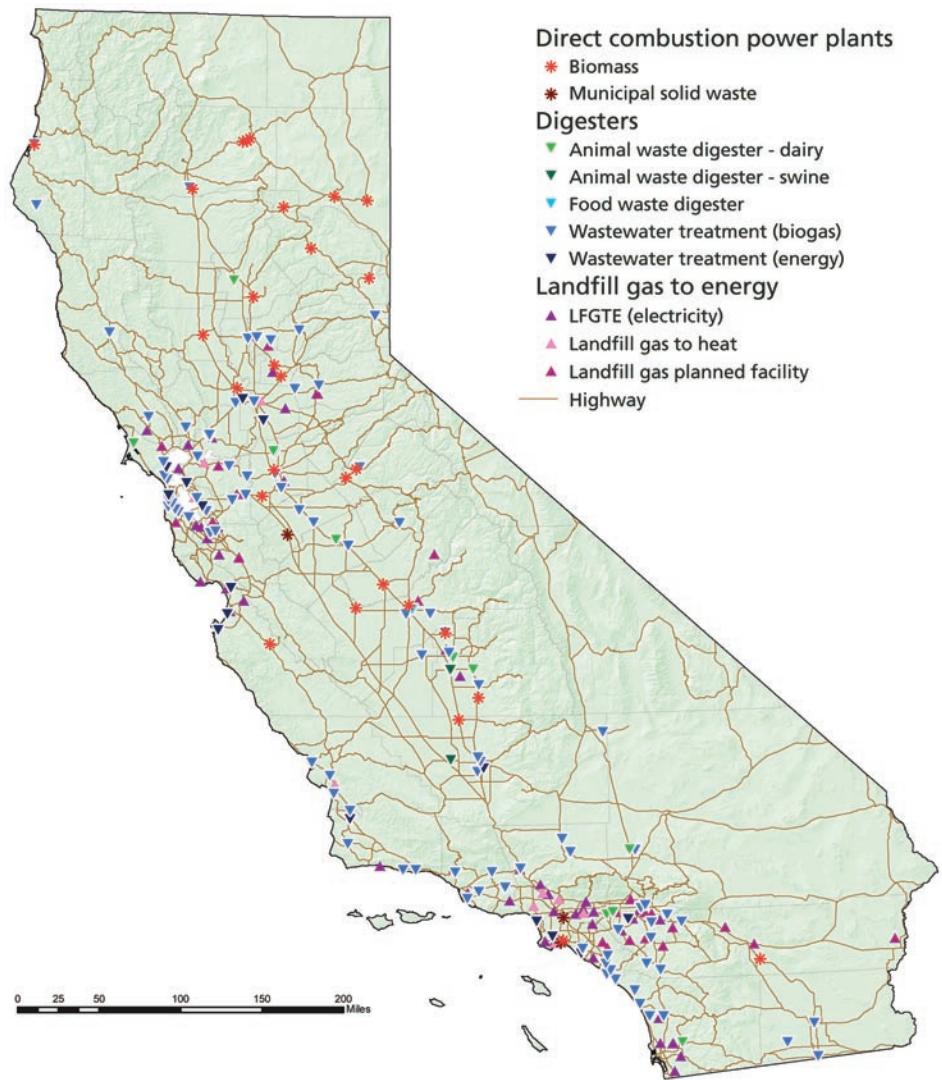 Direct combustion power plants
Biomass
Municipal solid waste
Digesters
Animal waste digester - dairy
Animal waste digester - swine
Food waste digester
Wastewater treatment (biogas)
Wastewater treatment (energy)
Landfill gas to energy
LFGTE (electricity)
Landfill gas to heat
Landfill gas planned facility
Highway
0 25 50 100 150 200
Miles